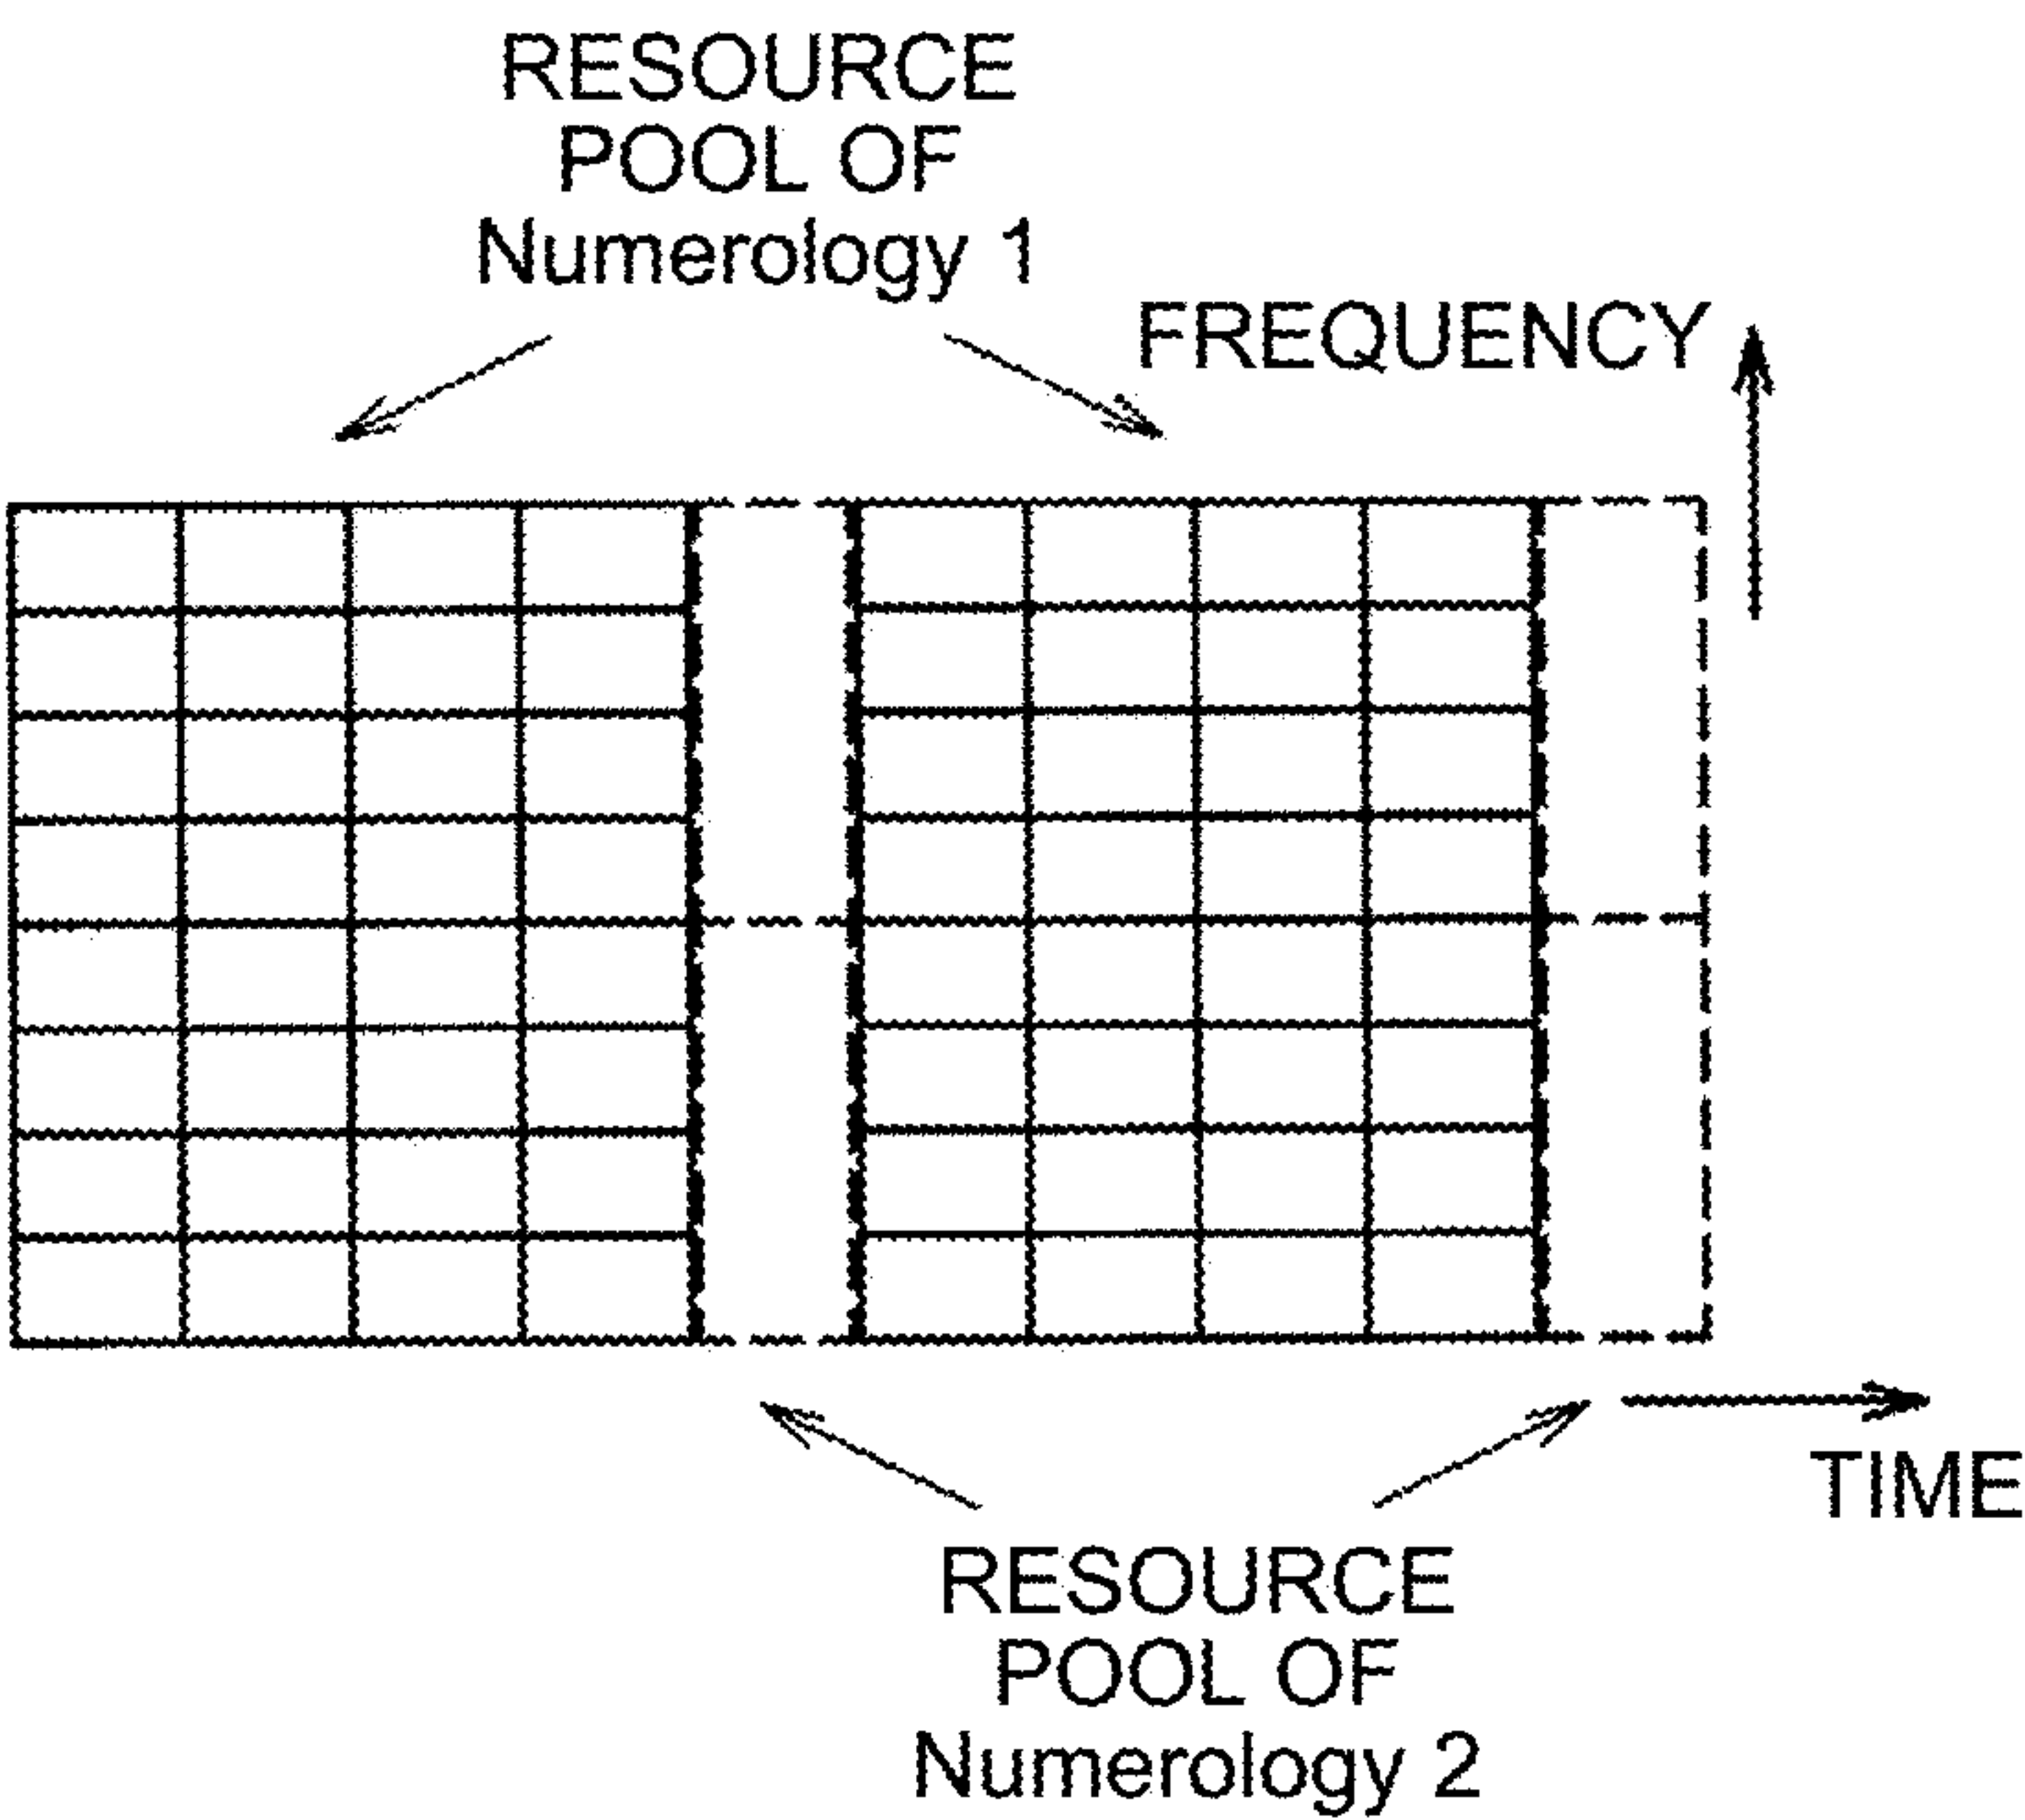 RESOURCE
POOL OF
Numerology 1
FREQUENCY
TIME
RESOURCE
POOL OF
Numerology 2